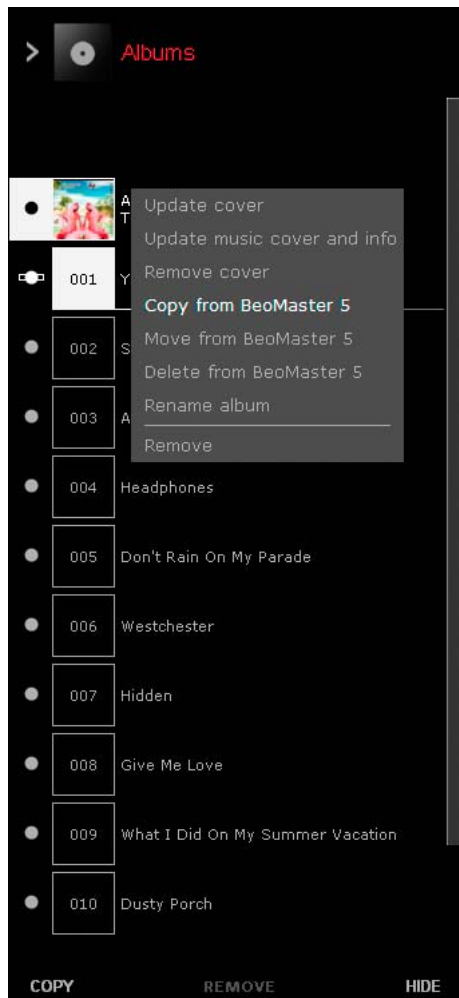 Albums
Update cover
Update music cover and info
Remove cover
Copy from BeoMaster 5
Move from BeoMaster 5
Delete from BeoMaster 5
Rename album
Remove
A
T
001 Y
002 S
003 A
004 Headphones
005 Don't Rain On My Parade
006 Westchester
007 Hidden
008 Give Me Love
009 What I Did On My Summer Vacation
010 Dusty Porch
COPY REMOVE HIDE